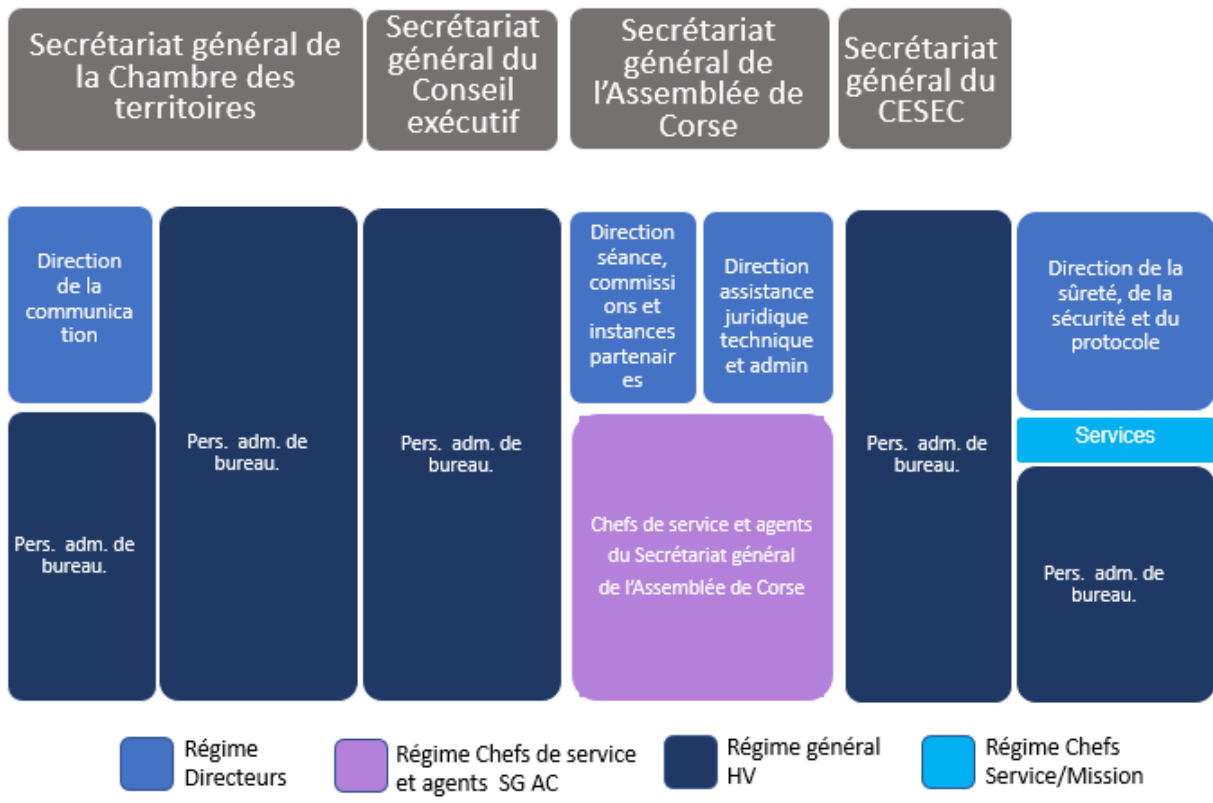 Secrétariat général de
la Chambre des
territoires
Secrétariat
général du
Conseil
exécutif
Secrétariat
général de
l'Assemblée de
Corse
Secrétariat
général du
CESEC
Direction
de la
communica
tion
Pers. adm. de
bureau.
Pers. adm. de
bureau.
Pers. adm. de
bureau.
Direction
séance,
commissi
ons et
instances
partenair
es
Direction
assistance
juridique
technique
et admin
Chefs de service et agents
du Secrétariat général
de l'Assemblée de Corse
Pers. adm. de
bureau.
Direction de la
sûreté, de la
sécurité et du
protocole
Services
Pers. adm. de
bureau.
Régime
Directeurs
Régime Chefs de service
et agents SG AC
Régime général
HV
Régime Chefs
Service/Mission